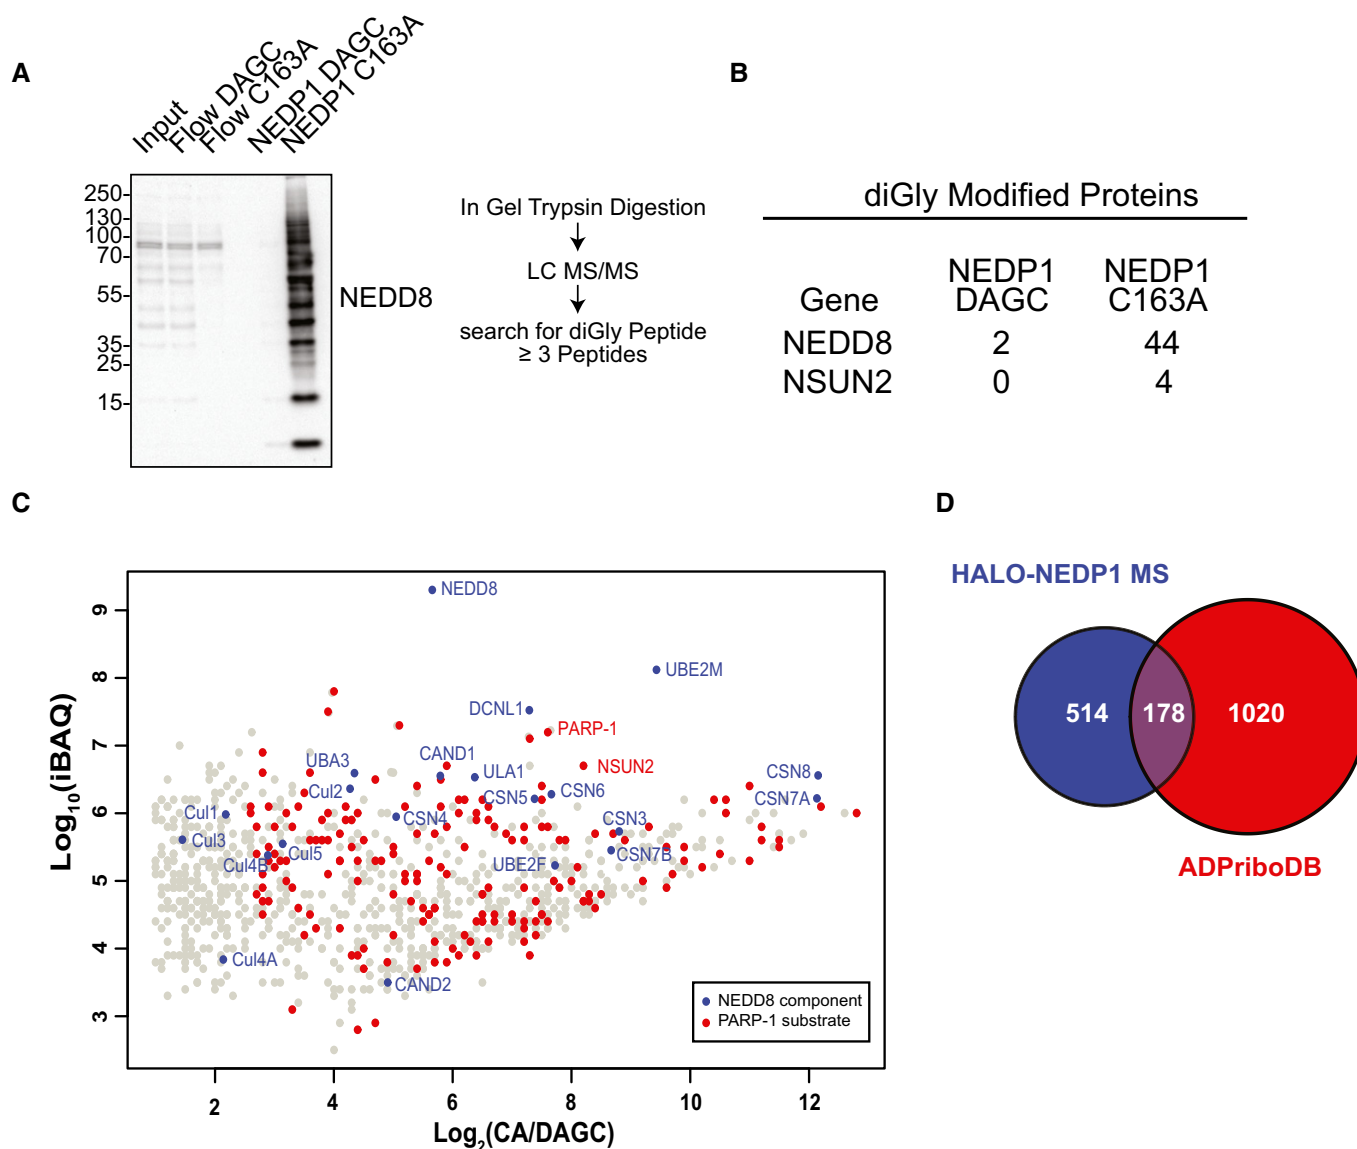 A
Input
Flow DAGC
Flow C163A
NEDP1 DAGC
NEDP1 C163A
250-
130-
100-
70-
55-
35-
25-
15-
NEDD8
In Gel Trypsin Digestion
LC MS/MS
search for diGly Peptide
≥ 3 Peptides
B
diGly Modified Proteins
Gene NEDP1 DAGC NEDP1 C163A
NEDD8 2 44
NSUN2 0 4
C
Log10(iBAQ)
9
8
7
6
5
4
3
NEDD8
UBE2M
DCNL1
PARP-1
NSUN2
UBA3
CAND1
ULA1
CSN8
Cul2
CSN5
CSN6
CSN7A
Cul1
CSN4
CSN3
Cul3
Cul5
CSN7B
Cul4B
UBE2F
Cul4A
CAND2
NEDD8 component
PARP-1 substrate
2 4 6 8 10 12
Log2(CA/DAGC)
D
HALO-NEDP1 MS
514 178 1020
ADPriboDB